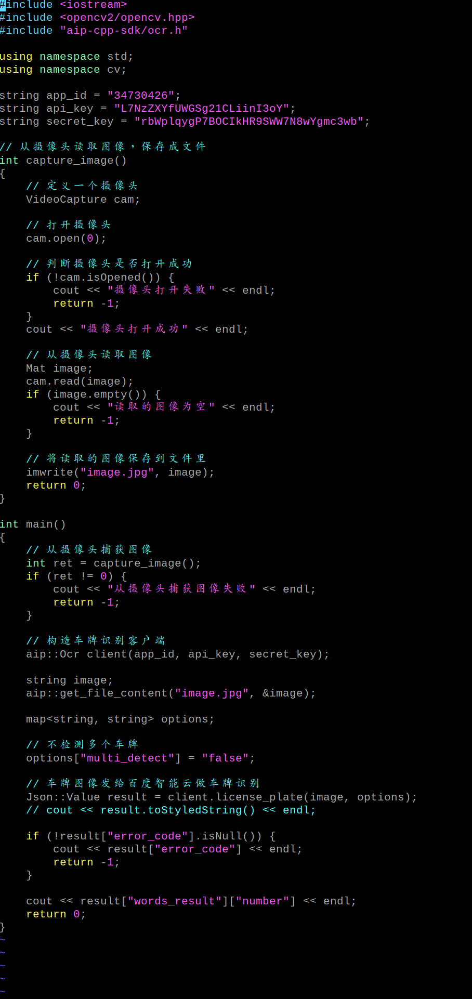 #include <iostream>
#include <opencv2/opencv.hpp>
#include "aip-cpp-sdk/ocr.h"

using namespace std;
using namespace cv;

string app_id = "34730426";
string api_key = "L7NzZXYfUWGSg21CLiinI3oY";
string secret_key = "rbWplqygP7BOCIkHR9SWW7N8wYgmc3wb";

// 从摄像头读取图像，保存成文件
int capture_image()
{
    // 定义一个摄像头
    VideoCapture cam;

    // 打开摄像头
    cam.open(0);

    // 判断摄像头是否打开成功
    if (!cam.isOpened()) {
        cout << "摄像头打开失败" << endl;
        return -1;
    }
    cout << "摄像头打开成功" << endl;

    // 从摄像头读取图像
    Mat image;
    cam.read(image);
    if (image.empty()) {
        cout << "读取的图像为空" << endl;
        return -1;
    }

    // 将读取的图像保存到文件里
    imwrite("image.jpg", image);
    return 0;
}

int main()
{
    // 从摄像头捕获图像
    int ret = capture_image();
    if (ret != 0) {
        cout << "从摄像头捕获图像失败" << endl;
        return -1;
    }

    // 构造车牌识别客户端
    aip::Ocr client(app_id, api_key, secret_key);

    string image;
    aip::get_file_content("image.jpg", &image);

    map<string, string> options;

    // 不检测多个车牌
    options["multi_detect"] = "false";

    // 车牌图像发给百度智能云做车牌识别
    Json::Value result = client.license_plate(image, options);
    // cout << result.toStyledString() << endl;

    if (!result["error_code"].isNull()) {
        cout << result["error_code"] << endl;
        return -1;
    }

    cout << result["words_result"]["number"] << endl;
    return 0;
}
~
~
~
~
~